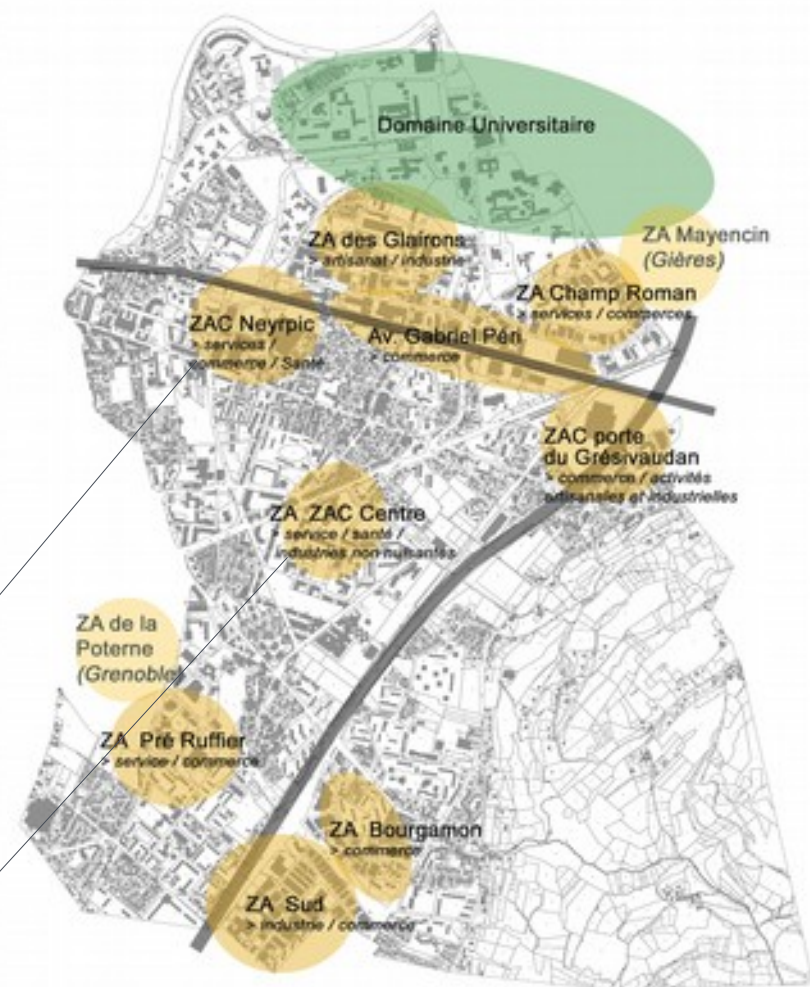 Domaine Universitaire
ZA des Glairons
> artisanat / industrie
ZA Mayencin
(Gières)
ZA Champ Roman
> services / commerces
ZAC Neyrpic
> services /
commerce / Santé
Av. Gabriel Péri
> commerce
ZAC porte
du Grésivaudan
> commerce / activités
artisanales et industrielles
ZA ZAC Centre
> service / santé /
industries non nuisantes
ZA de la
Poterne
(Grenoble)
ZA Pré Ruffier
> service / commerce
ZA Bourgamon
> commerce
ZA Sud
> industrie / commerce